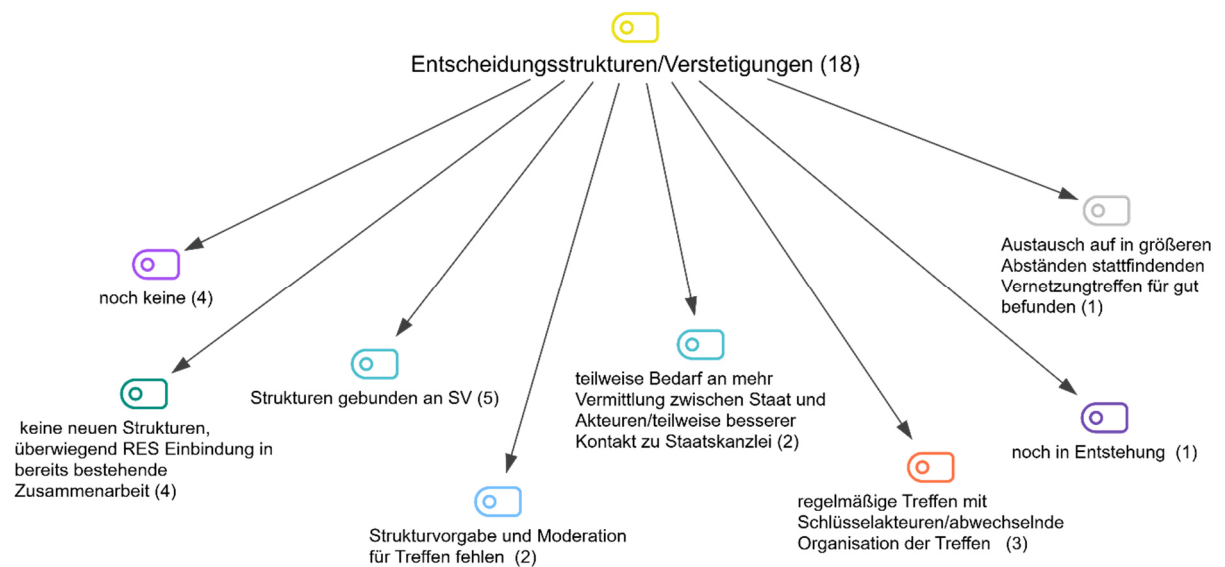 Entscheidungsstrukturen/Verstetigungen (18)
Austausch auf in größeren
Abständen stattfindenden
Vernetzungtreffen für gut
befunden (1)
noch keine (4)
Strukturen gebunden an SV (5)
teilweise Bedarf an mehr
Vermittlung zwischen Staat und
Akteuren/teilweise besserer
Kontakt zu Staatskanzlei (2)
keine neuen Strukturen,
überwiegend RES Einbindung in
bereits bestehende
Zusammenarbeit (4)
noch in Entstehung (1)
regelmäßige Treffen mit
Schlüsselakteuren/abwechselnde
Organisation der Treffen (3)
Strukturvorgabe und Moderation
für Treffen fehlen (2)